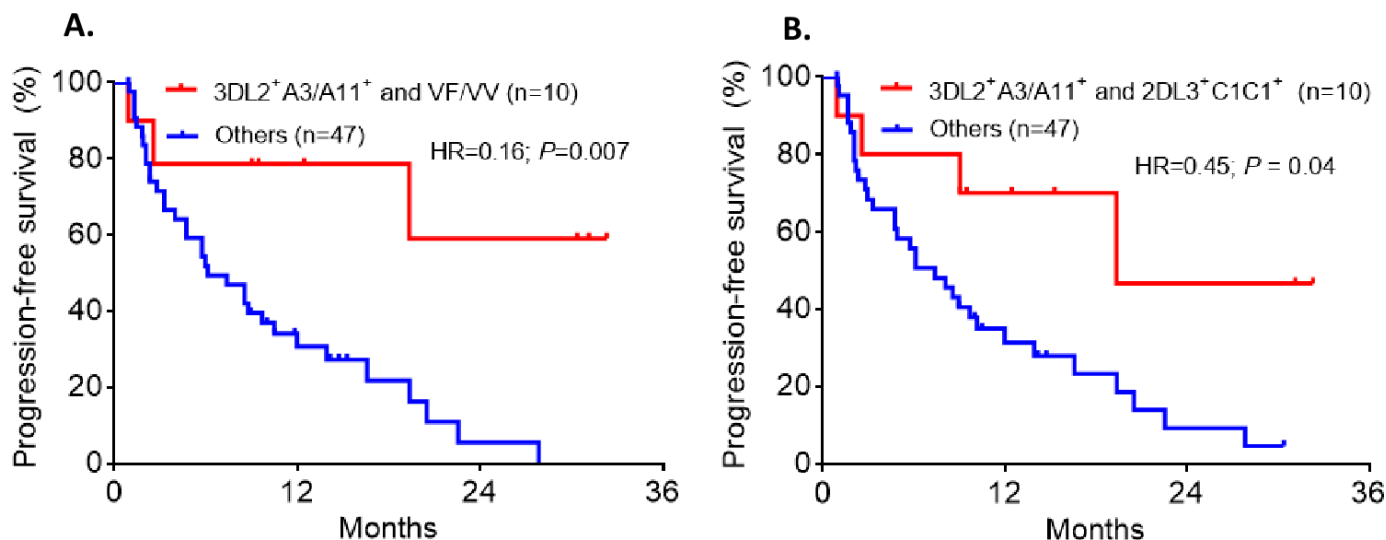 A.
Progression-free survival (%)
100
80
60
40
20
0
3DL2⁺A3/A11⁺ and VF/VV (n=10)
Others (n=47)
HR=0.16; P=0.007
0 12 24 36
Months
B.
Progression-free survival (%)
100
80
60
40
20
0
3DL2⁺A3/A11⁺ and 2DL3⁺C1C1⁺ (n=10)
Others (n=47)
HR=0.45; P = 0.04
0 12 24 36
Months